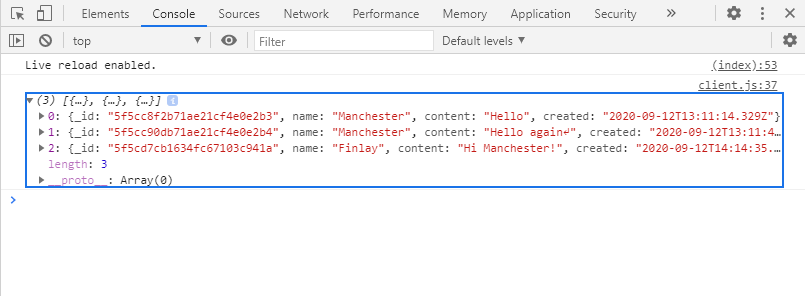 Elements Console Sources Network Performance Memory Application Security »
top Filter Default levels
Live reload enabled. (index):53
client.js:37
(3) [{…}, {…}, {…}] i
0: {_id: "5f5cc8f2b71ae21cf4e0e2b3", name: "Manchester", content: "Hello", created: "2020-09-12T13:11:14.329Z"}
1: {_id: "5f5cc90db71ae21cf4e0e2b4", name: "Manchester", content: "Hello again↵", created: "2020-09-12T13:11:4…
2: {_id: "5f5cd7cb1634fc67103c941a", name: "Finlay", content: "Hi Manchester!", created: "2020-09-12T14:14:35.…
length: 3
__proto__: Array(0)